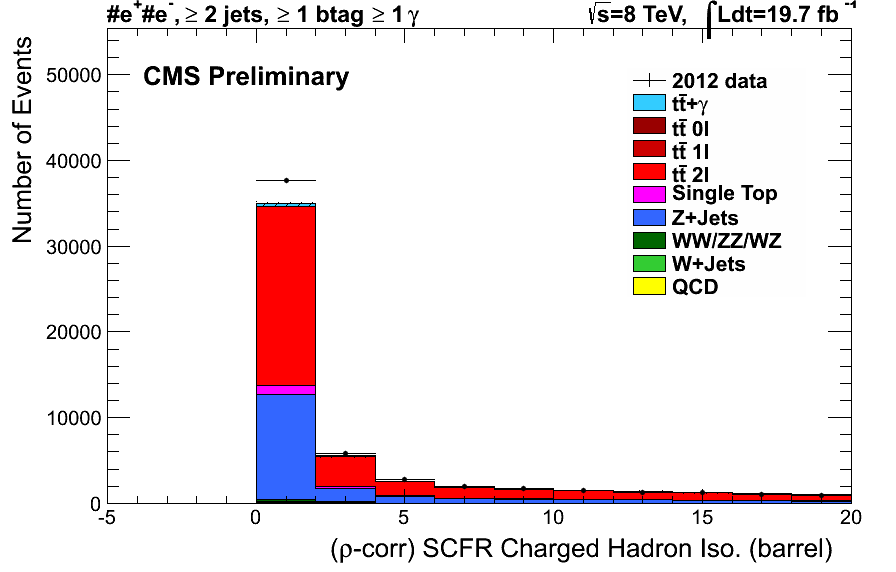 #e⁺#e⁻, ≥ 2 jets, ≥ 1 btag ≥ 1 γ
√s=8 TeV, ∫Ldt=19.7 fb⁻¹
CMS Preliminary
2012 data
tt̄+γ
tt̄ 0l
tt̄ 1l
tt̄ 2l
Single Top
Z+Jets
WW/ZZ/WZ
W+Jets
QCD
Number of Events
50000
40000
30000
20000
10000
0
-5
0
5
10
15
20
(ρ-corr) SCFR Charged Hadron Iso. (barrel)